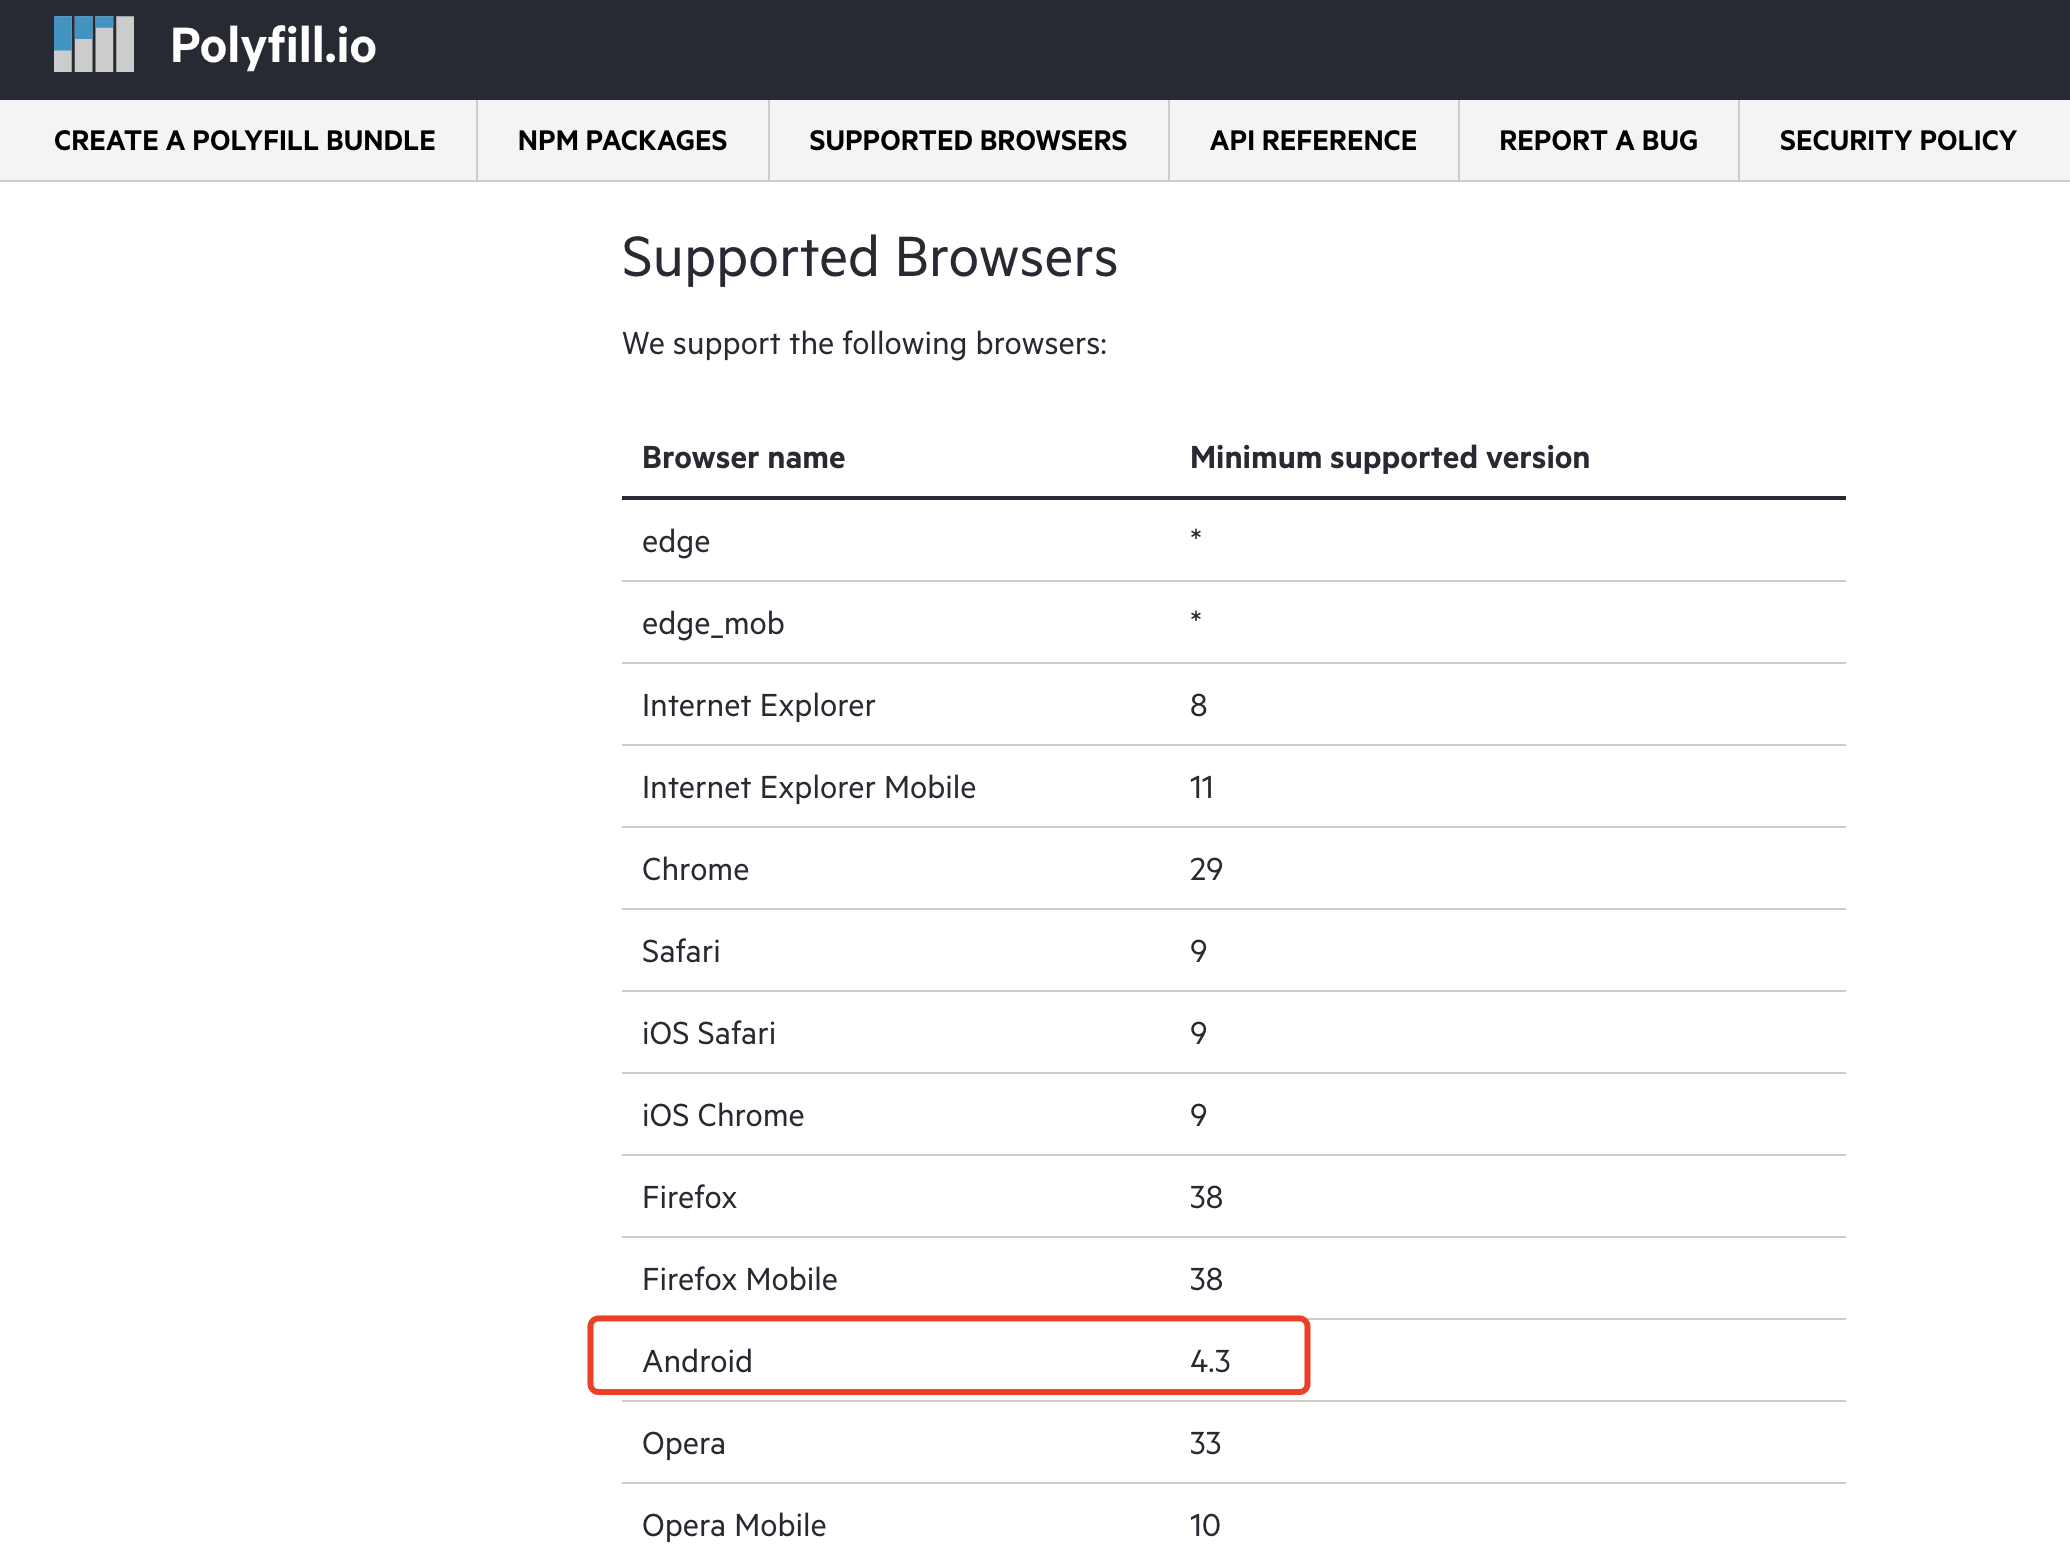 Polyfill.io
CREATE A POLYFILL BUNDLE NPM PACKAGES SUPPORTED BROWSERS API REFERENCE REPORT A BUG SECURITY POLICY
Supported Browsers
We support the following browsers:
Browser name Minimum supported version
edge *
edge_mob *
Internet Explorer 8
Internet Explorer Mobile 11
Chrome 29
Safari 9
iOS Safari 9
iOS Chrome 9
Firefox 38
Firefox Mobile 38
Android 4.3
Opera 33
Opera Mobile 10